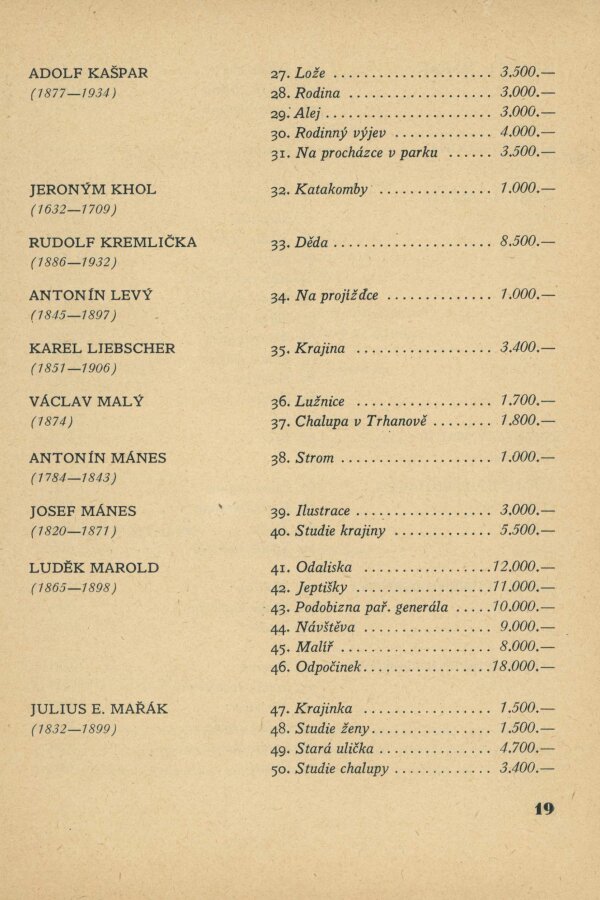 ADOLF KAŠPAR 27. Lože .................... 3.500.—
(1877—1934) 28. Rodina .................. 3.000.—
29. Alej .................... 3.000.—
30. Rodinný výjev ............ 4.000.—
31. Na procházce v parku ...... 3.500.—
JERONÝM KHOL 32. Katakomby ............... 1.000.—
(1632—1709)
RUDOLF KREMLIČKA 33. Děda .................... 8.500.—
(1886—1932)
ANTONÍN LEVÝ 34. Na projížďce .............. 1.000.—
(1845—1897)
KAREL LIEBSCHER 35. Krajina .................. 3.400.—
(1851—1906)
VÁCLAV MALÝ 36. Lužnice .................. 1.700.—
(1874) 37. Chalupa v Trhanově ........ 1.800.—
ANTONÍN MÁNES 38. Strom .................... 1.000.—
(1784—1843)
JOSEF MÁNES 39. Ilustrace .................. 3.000.—
(1820—1871) 40. Studie krajiny .............. 5.500.—
LUDĚK MAROLD 41. Odaliska ................. 12.000.—
(1865—1898) 42. Jeptišky .................. 11.000.—
43. Podobizna pař. generála ..... 10.000.—
44. Návštěva ................. 9.000.—
45. Malíř .................... 8.000.—
46. Odpočinek ................. 18.000.—
JULIUS E. MAŘÁK 47. Krajinka ................. 1.500.—
(1832—1899) 48. Studie ženy ................ 1.500.—
49. Stará ulička ............... 4.700.—
50. Studie chalupy ............. 3.400.—
19